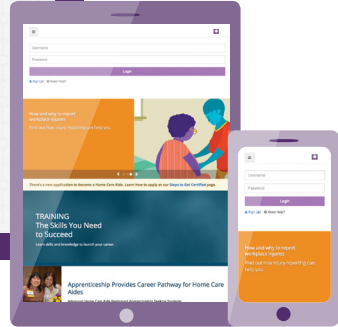 Username
Password
Login
Sign Up Need Help?
How and why to report
workplace injuries
Find out how injury reporting can help you.
There's a new application to become a Home Care Aide. Learn how to apply at our Steps to Get Certified page.
TRAINING
The Skills You Need
to Succeed
Learn skills and knowledge to launch your career.
Apprenticeship Provides Career Pathway for Home Care
Aides
Username
Password
Login
Sign Up Need Help?
How and why to report
workplace injuries
Find out how injury reporting can
help you.